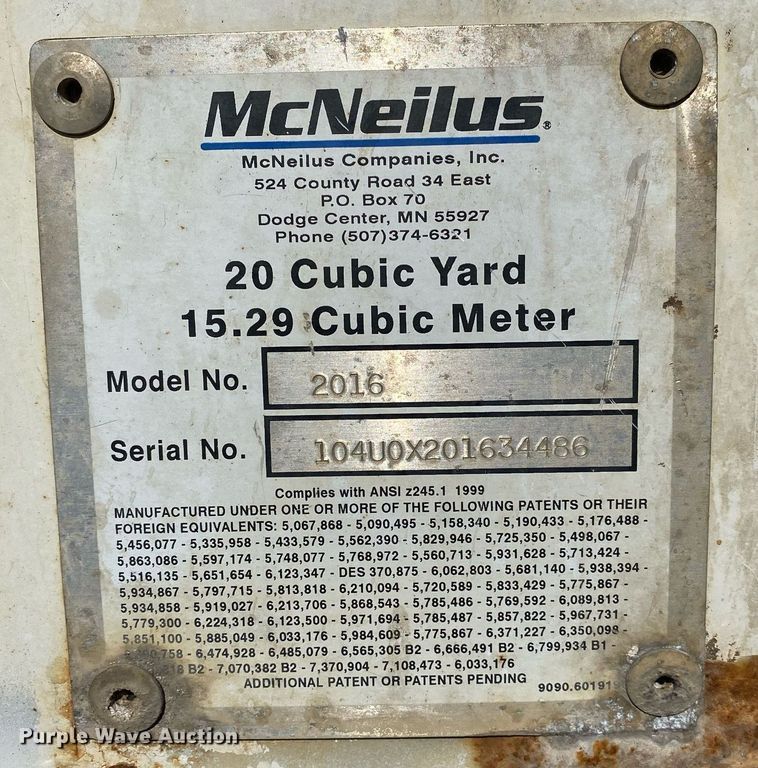 McNeilus®
McNeilus Companies, Inc.
524 County Road 34 East
P.O. Box 70
Dodge Center, MN 55927
Phone (507)374-6321
20 Cubic Yard
15.29 Cubic Meter
Model No. 2016
Serial No. 104U0X201634486
Complies with ANSI z245.1 1999
MANUFACTURED UNDER ONE OR MORE OF THE FOLLOWING PATENTS OR THEIR
FOREIGN EQUIVALENTS: 5,067,868 - 5,090,495 - 5,158,340 - 5,190,433 - 5,176,488 -
5,456,077 - 5,335,958 - 5,433,579 - 5,562,390 - 5,829,946 - 5,725,350 - 5,498,067 -
5,863,086 - 5,597,174 - 5,748,077 - 5,768,972 - 5,560,713 - 5,931,628 - 5,713,424 -
5,516,135 - 5,651,654 - 6,123,347 - DES 370,875 - 6,062,803 - 5,681,140 - 5,938,394 -
5,934,867 - 5,797,715 - 5,813,818 - 6,210,094 - 5,720,589 - 5,833,429 - 5,775,867 -
5,934,858 - 5,919,027 - 6,213,706 - 5,868,543 - 5,785,486 - 5,769,592 - 6,089,813 -
5,779,300 - 6,224,318 - 6,123,500 - 5,971,694 - 5,785,487 - 5,857,822 - 5,967,731 -
5,851,100 - 5,885,049 - 6,033,176 - 5,984,609 - 5,775,867 - 6,371,227 - 6,350,098 -
- 6,474,928 - 6,485,079 - 6,565,305 B2 - 6,666,491 B2 - 6,799,934 B1 -
B2 - 7,070,382 B2 - 7,370,904 - 7,108,473 - 6,033,176
ADDITIONAL PATENT OR PATENTS PENDING
Purple Wave Auction